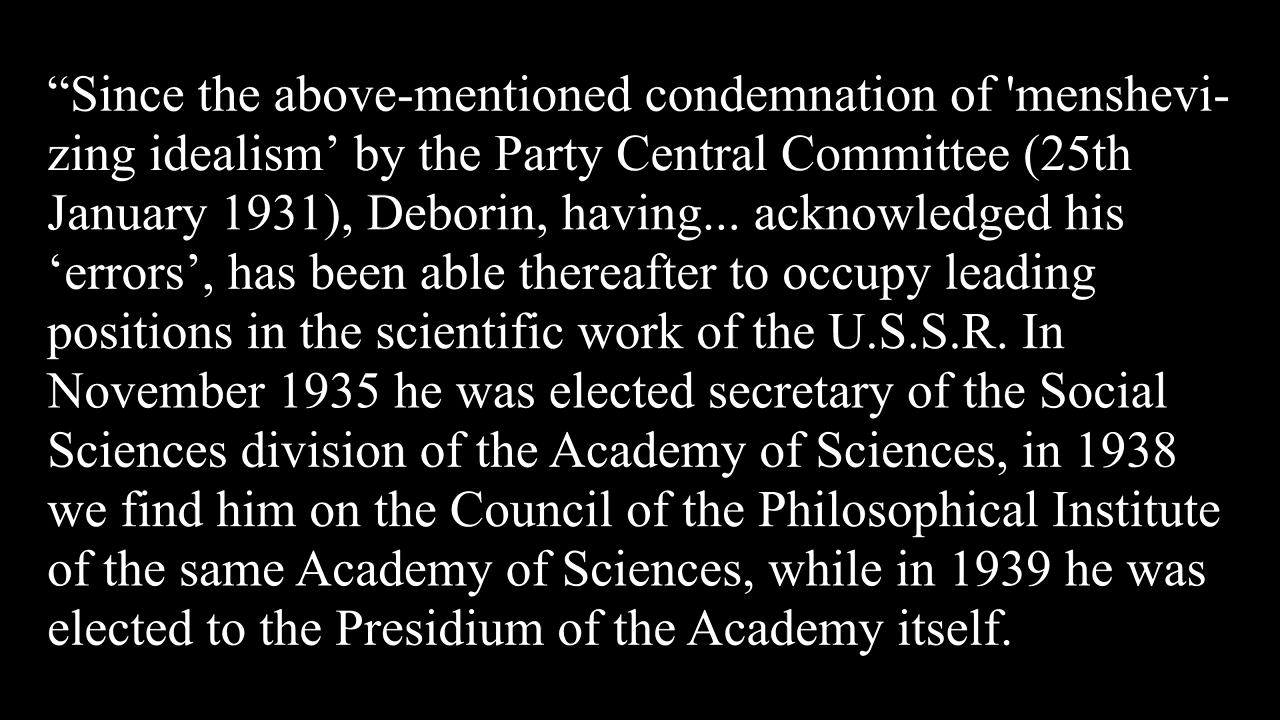 “Since the above-mentioned condemnation of 'menshevi-
zing idealism’ by the Party Central Committee (25th
January 1931), Deborin, having... acknowledged his
‘errors’, has been able thereafter to occupy leading
positions in the scientific work of the U.S.S.R. In
November 1935 he was elected secretary of the Social
Sciences division of the Academy of Sciences, in 1938
we find him on the Council of the Philosophical Institute
of the same Academy of Sciences, while in 1939 he was
elected to the Presidium of the Academy itself.